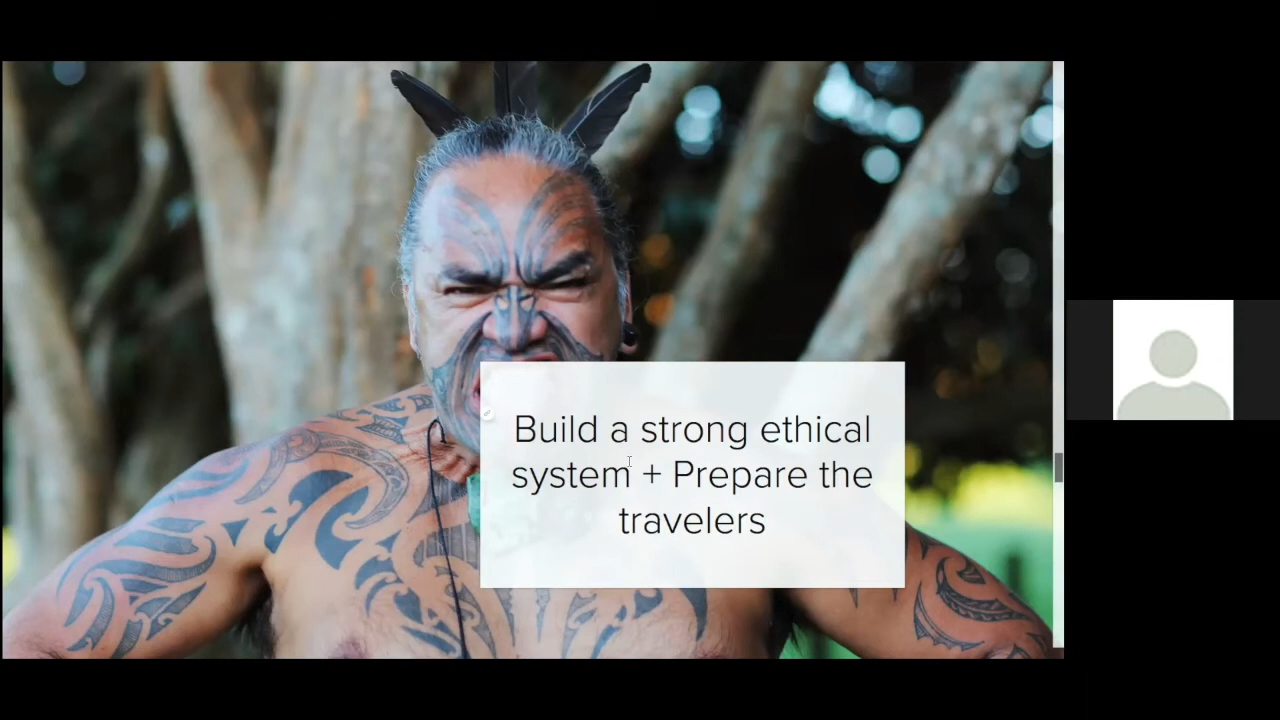 Build a strong ethical
system + Prepare the
travelers